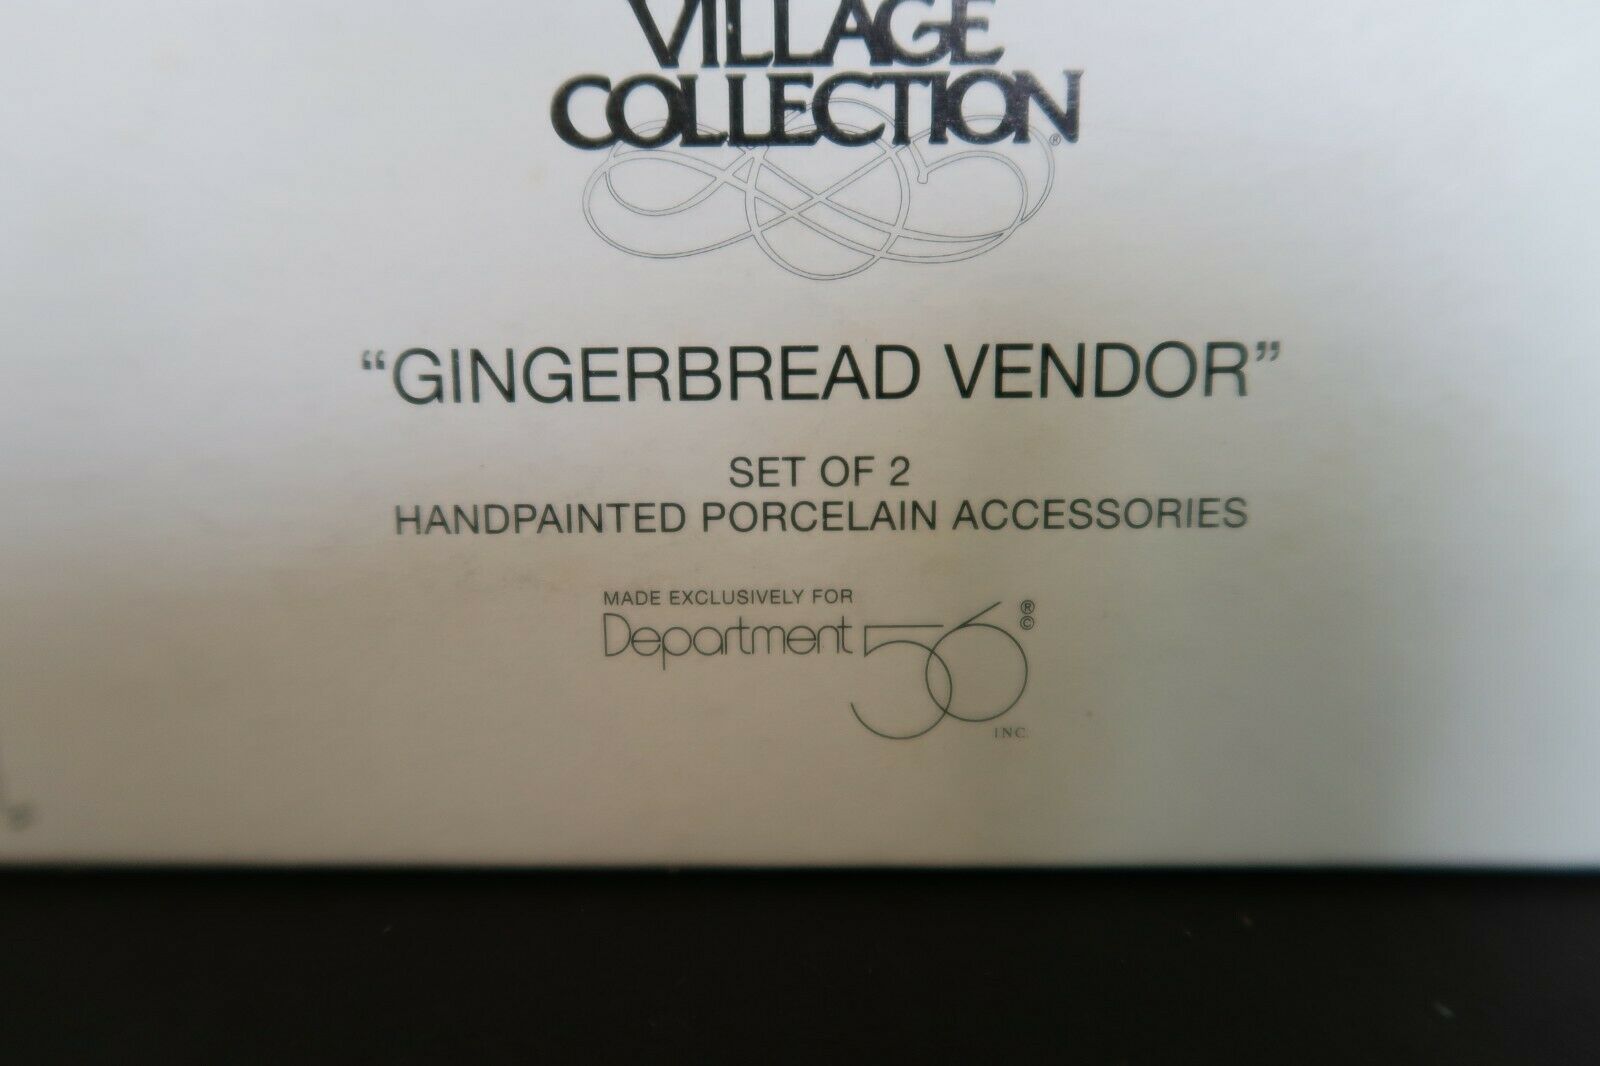 VILLAGE
COLLECTION®
“GINGERBREAD VENDOR”
SET OF 2
HANDPAINTED PORCELAIN ACCESSORIES
MADE EXCLUSIVELY FOR
Department 56 ® ©
INC.